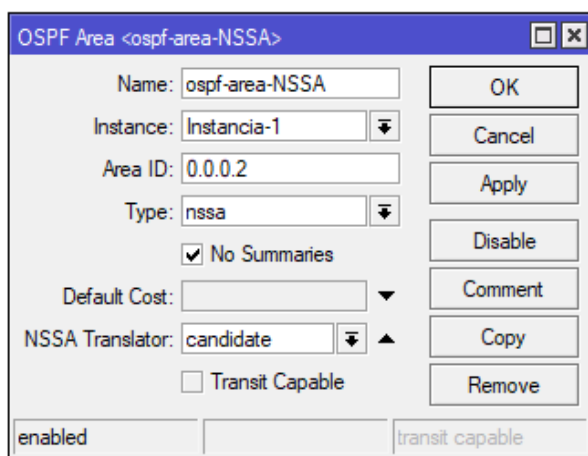 OSPF Area <ospf-area-NSSA>
Name: ospf-area-NSSA
OK
Instance: Instancia-1
Cancel
Area ID: 0.0.0.2
Apply
Type: nssa
No Summaries
Disable
Default Cost:
Comment
NSSA Translator: candidate
Copy
Transit Capable
Remove
enabled
transit capable